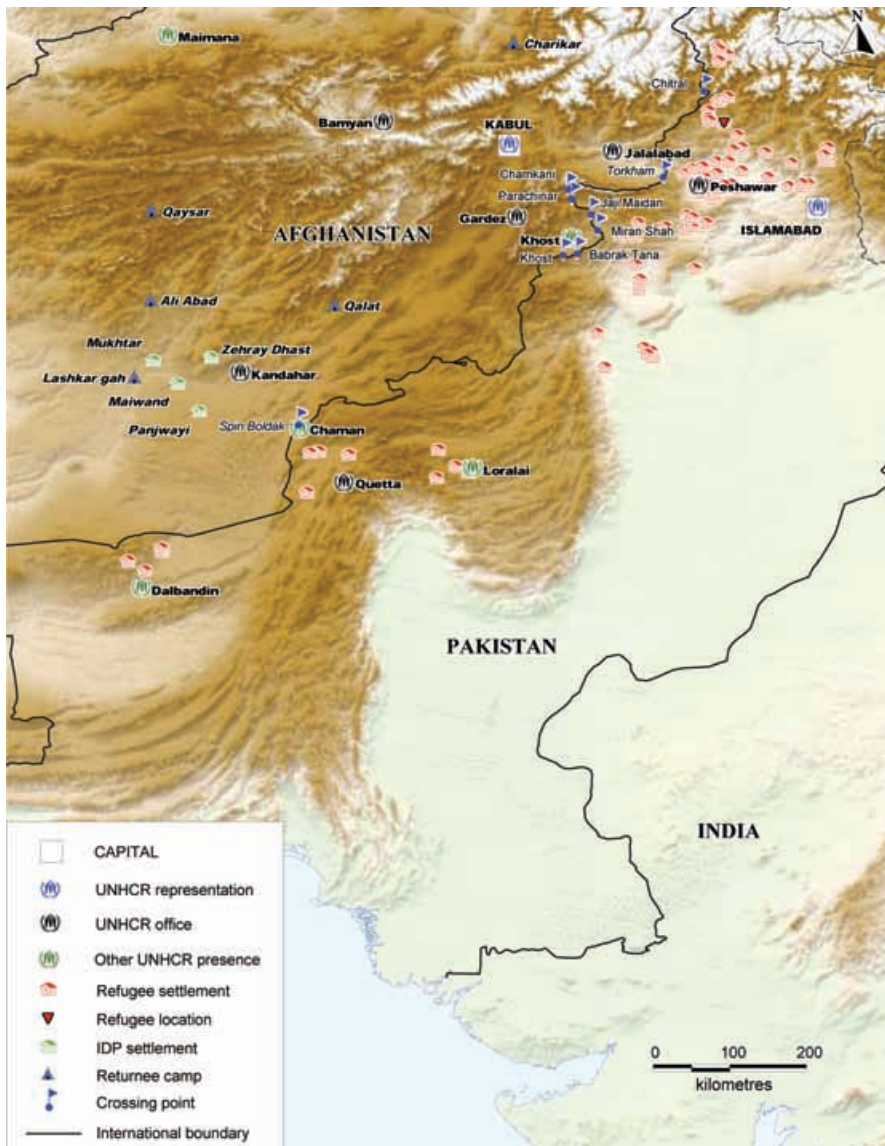 Maimana
Charikar
N
Chitral
Bamyan
KABUL
Jalalabad
Torkham
Chamkani
Parachinar
Peshawar
Qaysar
Gardez
Jaji Maidan
AFGHANISTAN
Miran Shah
ISLAMABAD
Khost
Khost
Babrak Tana
Ali Abad
Qalat
Mukhtar
Zehray Dhast
Lashkar gah
Kandahar
Maiwand
Panjwayi
Spin Boldak
Chaman
Loralai
Quetta
Dalbandin
PAKISTAN
INDIA
CAPITAL
UNHCR representation
UNHCR office
Other UNHCR presence
Refugee settlement
Refugee location
IDP settlement
Returnee camp
Crossing point
International boundary
0 100 200
kilometres